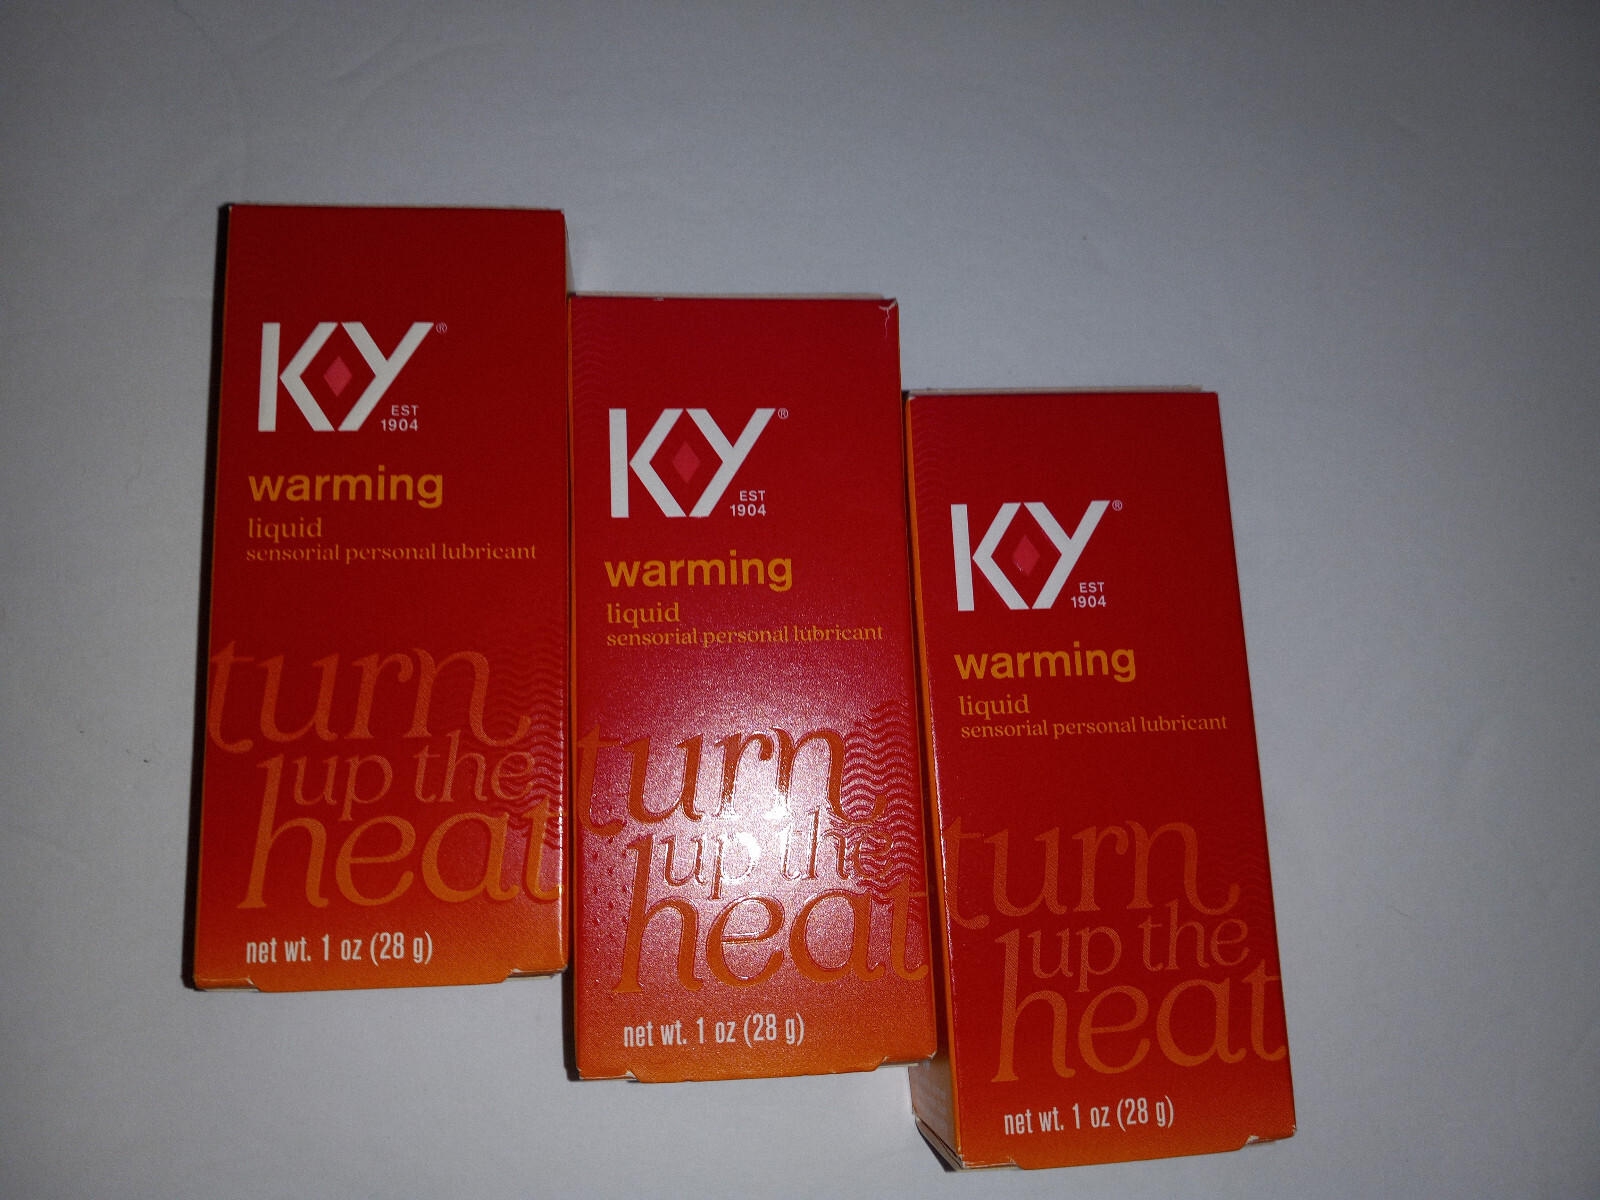 KY®
EST
1904
warming
liquid
sensorial personal lubricant
turn
up the
heat
net wt. 1 oz (28 g)
KY®
EST
1904
warming
liquid
sensorial personal lubricant
turn
up the
heat
net wt. 1 oz (28 g)
KY®
EST
1904
warming
liquid
sensorial personal lubricant
turn
up the
heat
net wt. 1 oz (28 g)